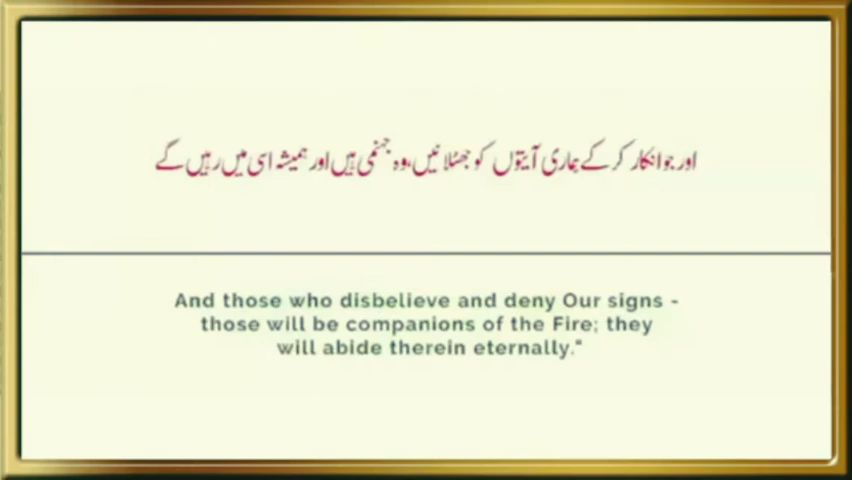 اور جو انکار کر کے ہماری آیتوں کو جھٹلائیں، وہ جہنمی ہیں اور ہمیشہ اسی میں رہیں گے
And those who disbelieve and deny Our signs -
those will be companions of the Fire; they
will abide therein eternally."